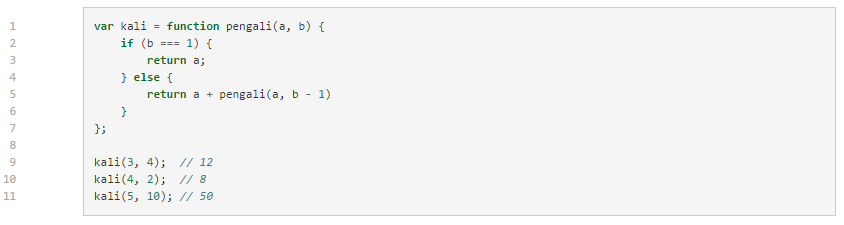 1 var kali = function pengali(a, b) {
2     if (b === 1) {
3         return a;
4     } else {
5         return a + pengali(a, b - 1)
6     }
7 };
8
9 kali(3, 4);  // 12
10 kali(4, 2);  // 8
11 kali(5, 10); // 50